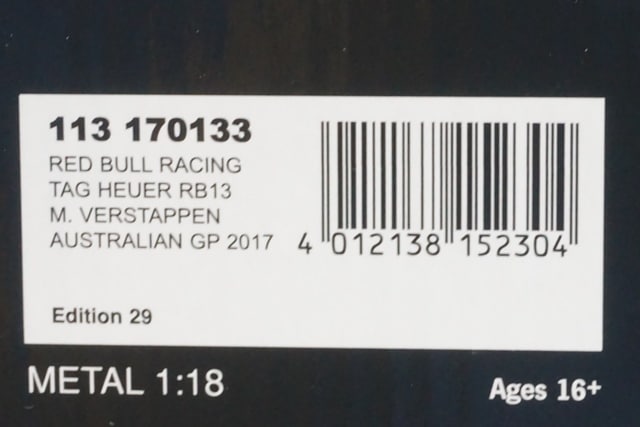 113 170133
RED BULL RACING
TAG HEUER RB13
M. VERSTAPPEN
AUSTRALIAN GP 2017
4 012138 152304
Edition 29
METAL 1:18
Ages 16+